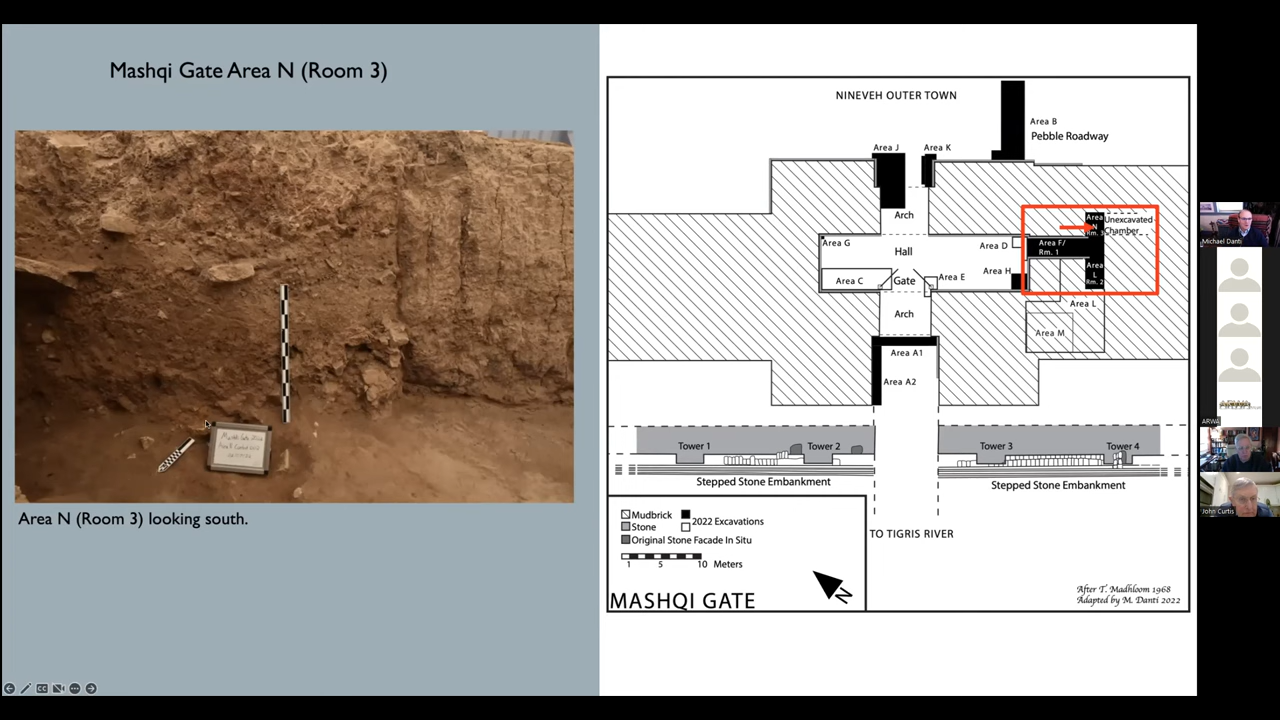 Mashqi Gate Area N (Room 3)
Area N (Room 3) looking south.
NINEVEH OUTER TOWN
Area B
Pebble Roadway
Area J
Area K
Arch
Area G
Hall
Area D
Area F/
Rm. 1
Area
N
Rm. 3
Unexcavated
Chamber
Area C
Gate
Area E
Area H
Area
L
Rm. 2
Area L
Arch
Area M
Area A1
Area A2
Tower 1
Tower 2
Tower 3
Tower 4
Stepped Stone Embankment
Stepped Stone Embankment
TO TIGRIS RIVER
Mudbrick
2022 Excavations
Stone
Original Stone Facade In Situ
1 5 10 Meters
N
MASHQI GATE
After T. Madhloom 1968
Adapted by M. Danti 2022
Michael Danti
ARWA
John Curtis
CC